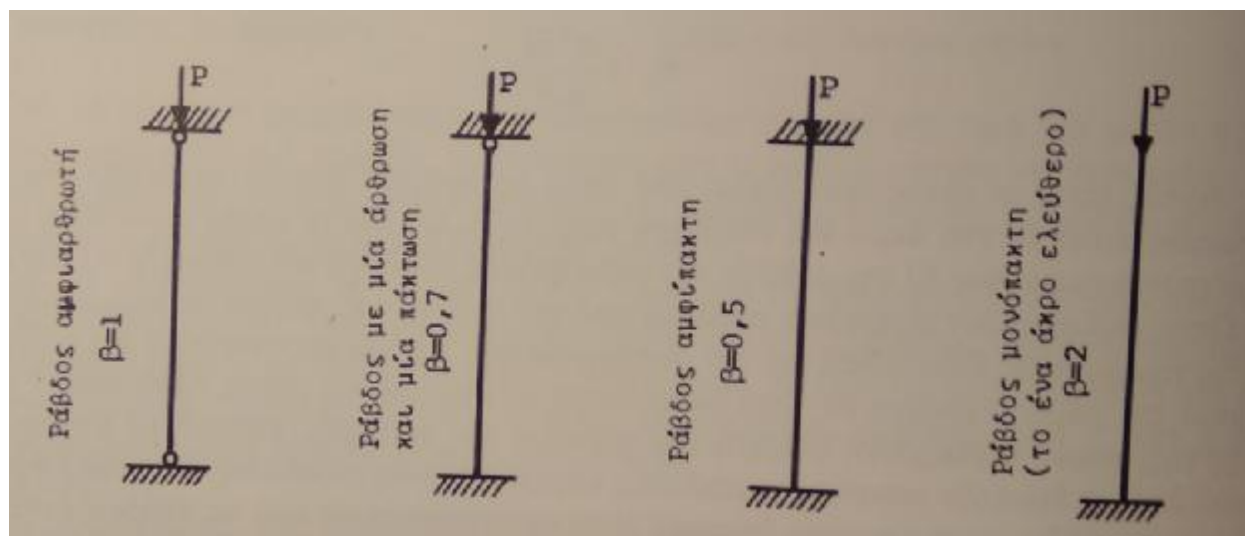 P
Ράβδος αμφιαρθρωτή
β=1
P
Ράβδος με μία άρθρωση
και μία πάκτωση
β=0,7
P
Ράβδος αμφίπακτη
β=0,5
P
Ράβδος μονόπακτη
(το ένα άκρο ελεύθερο)
β=2